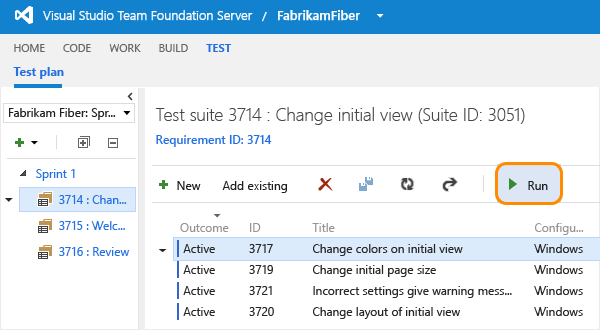 Visual Studio Team Foundation Server / FabrikamFiber
HOME CODE WORK BUILD TEST
Test plan
Fabrikam Fiber: Spr...
Sprint 1
3714 : Chan...
3715 : Welc...
3716 : Review
Test suite 3714 : Change initial view (Suite ID: 3051)
Requirement ID: 3714
New Add existing Run
Outcome ID Title Configu...
Active 3717 Change colors on initial view Windows
Active 3719 Change initial page size Windows
Active 3721 Incorrect settings give warning mess... Windows
Active 3720 Change layout of initial view Windows